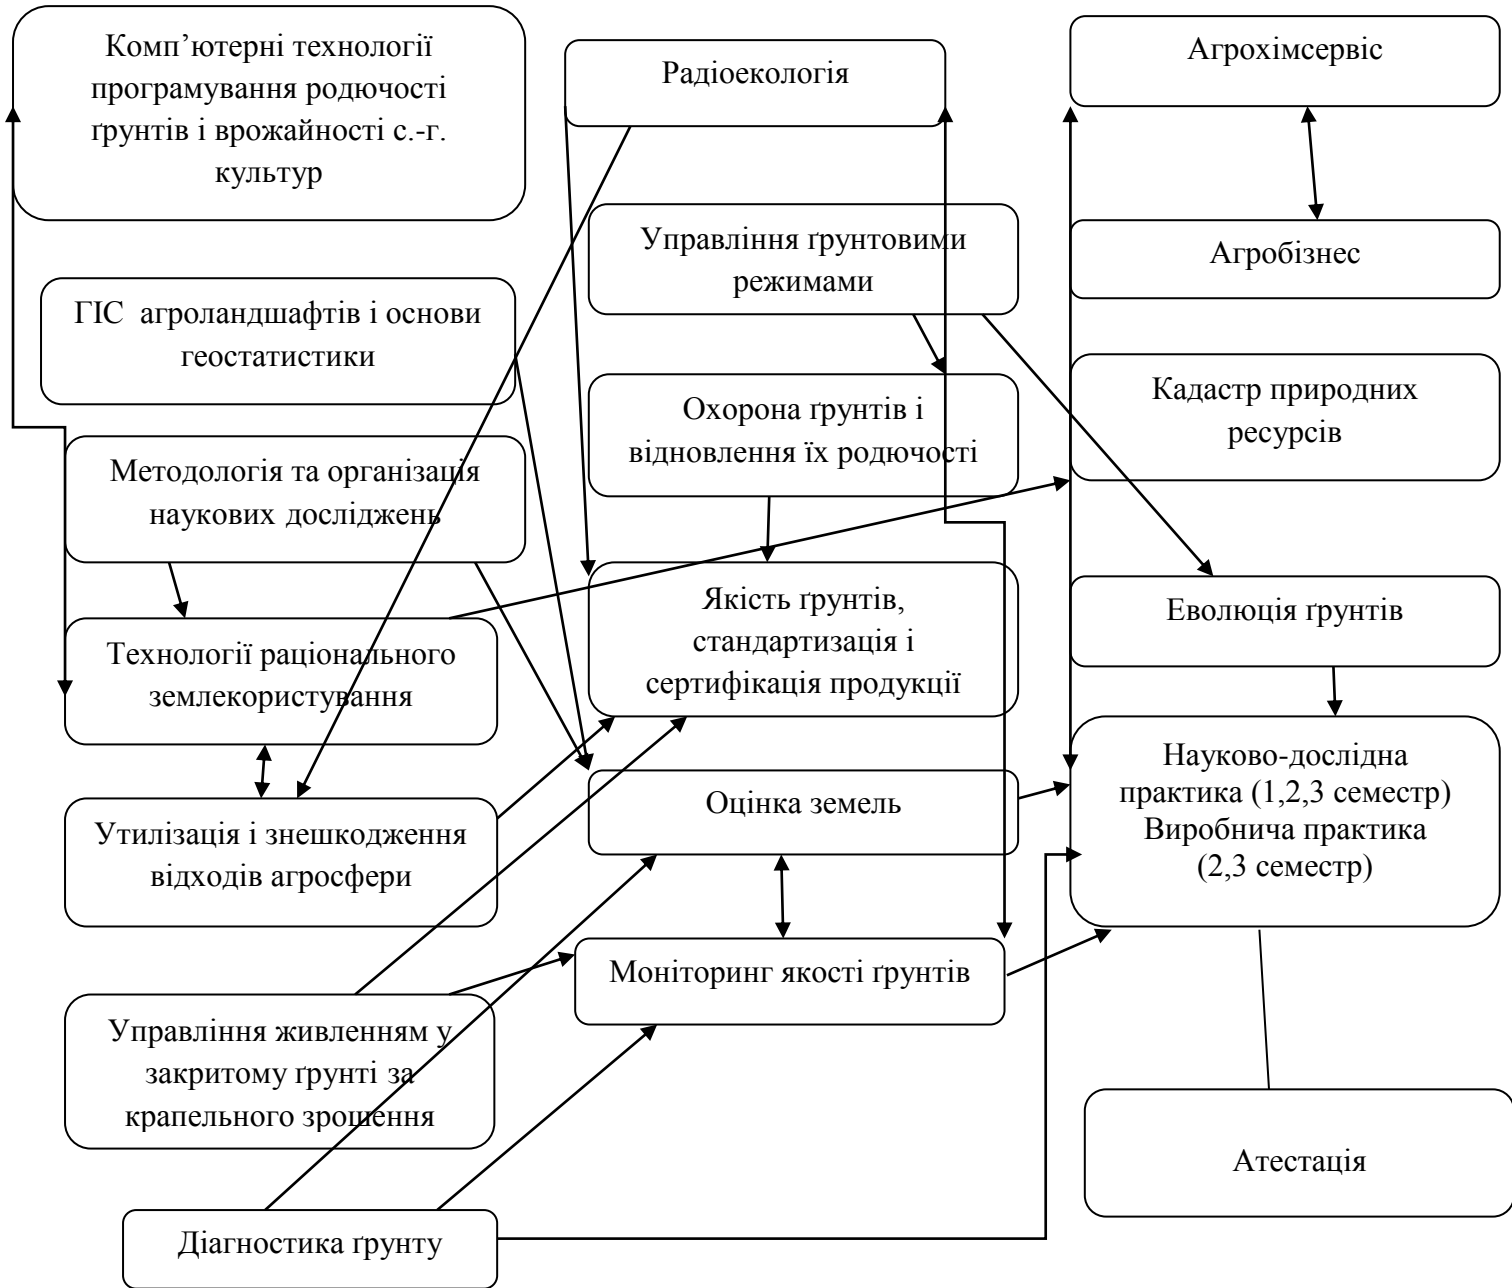 Комп’ютерні технології
програмування родючості
ґрунтів і врожайності с.-г.
культур
Радіоекологія
Агрохімсервіс
Управління ґрунтовими
режимами
Агробізнес
ГІС  агроландшафтів і основи
геостатистики
Охорона ґрунтів і
відновлення їх родючості
Кадастр природних
ресурсів
Методологія та організація
наукових досліджень
Якість ґрунтів,
стандартизація і
сертифікація продукції
Еволюція ґрунтів
Технології раціонального
землекористування
Науково-дослідна
практика (1,2,3 семестр)
Виробнича практика
(2,3 семестр)
Утилізація і знешкодження
відходів агросфери
Оцінка земель
Моніторинг якості ґрунтів
Управління живленням у
закритому ґрунті за
крапельного зрошення
Атестація
Діагностика ґрунту